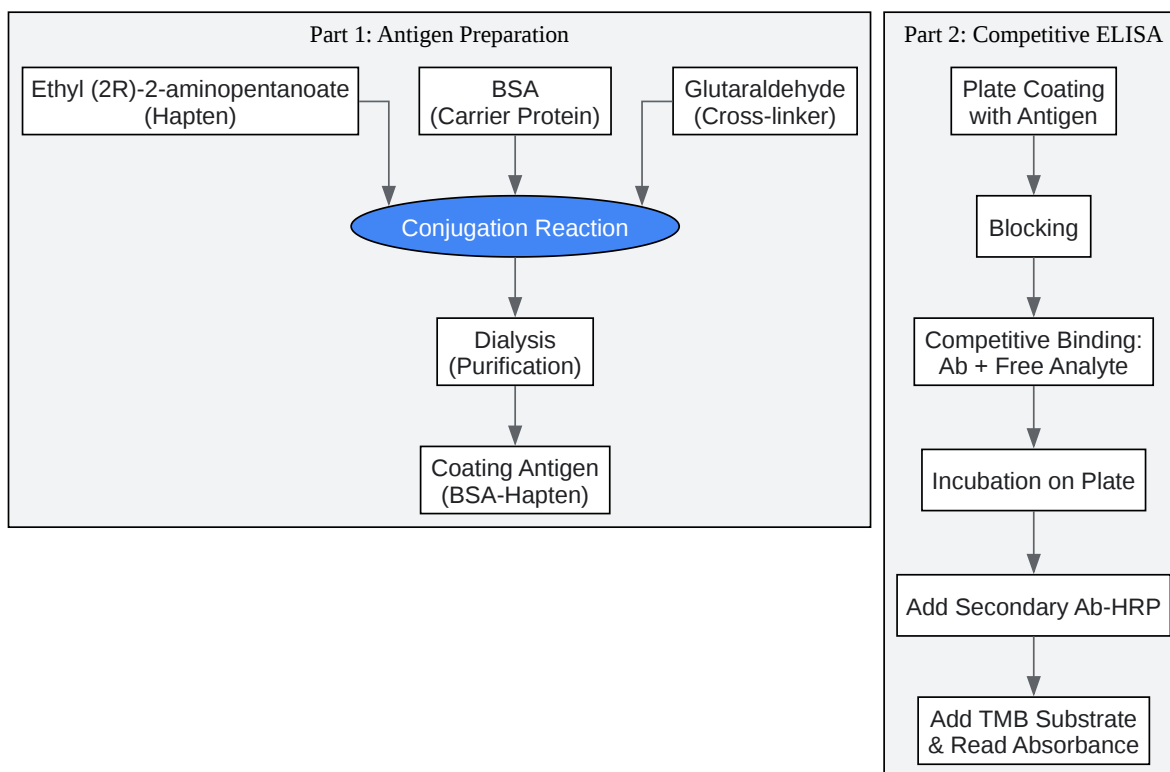 Part 1: Antigen Preparation
Ethyl (2R)-2-aminopentanoate
(Hapten)
BSA
(Carrier Protein)
Glutaraldehyde
(Cross-linker)
Conjugation Reaction
Dialysis
(Purification)
Coating Antigen
(BSA-Hapten)
Part 2: Competitive ELISA
Plate Coating
with Antigen
Blocking
Competitive Binding:
Ab + Free Analyte
Incubation on Plate
Add Secondary Ab-HRP
Add TMB Substrate
& Read Absorbance